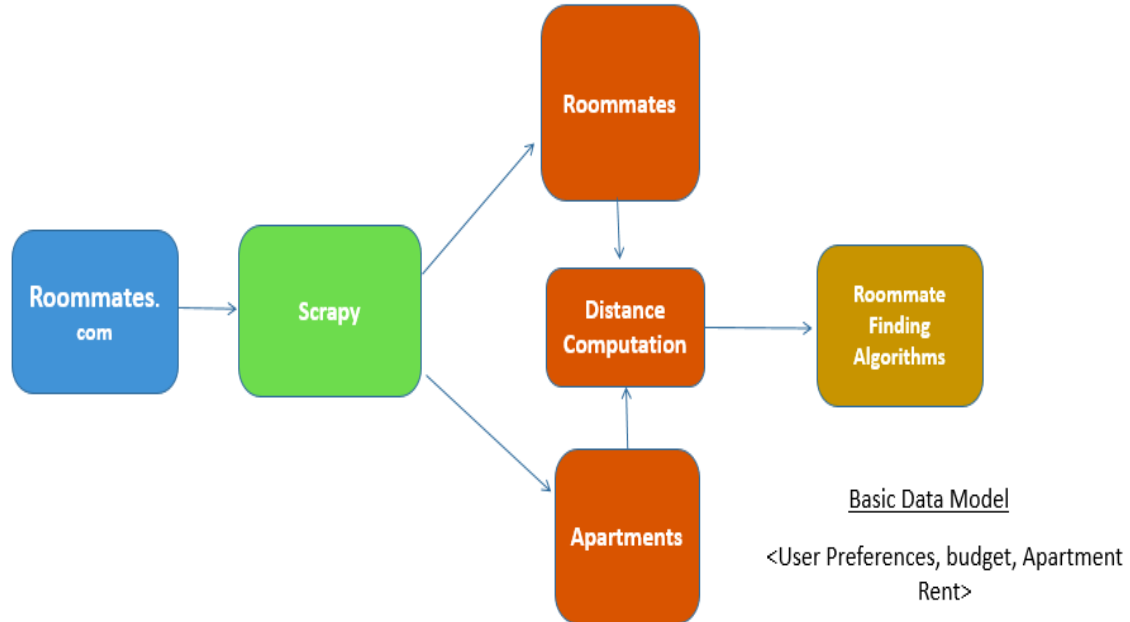 Roommates
Roommates.
com
Scrapy
Distance
Computation
Roommate
Finding
Algorithms
Apartments
Basic Data Model
<User Preferences, budget, Apartment
Rent>